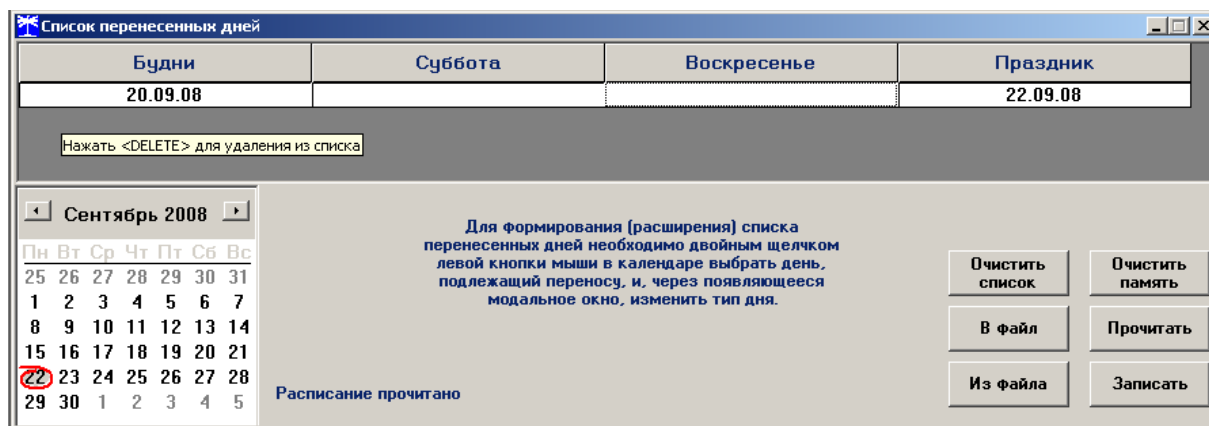 Список перенесенных дней
Будни Суббота Воскресенье Праздник
20.09.08 22.09.08
Нажать <DELETE> для удаления из списка
Сентябрь 2008
Пн Вт Ср Чт Пт Сб Вс
25 26 27 28 29 30 31
1 2 3 4 5 6 7
8 9 10 11 12 13 14
15 16 17 18 19 20 21
22 23 24 25 26 27 28
29 30 1 2 3 4 5
Для формирования (расширения) списка
перенесенных дней необходимо двойным щелчком
левой кнопки мыши в календаре выбрать день,
подлежащий переносу, и, через появляющееся
модальное окно, изменить тип дня.
Расписание прочитано
Очистить
список
Очистить
память
В файл
Прочитать
Из файла
Записать